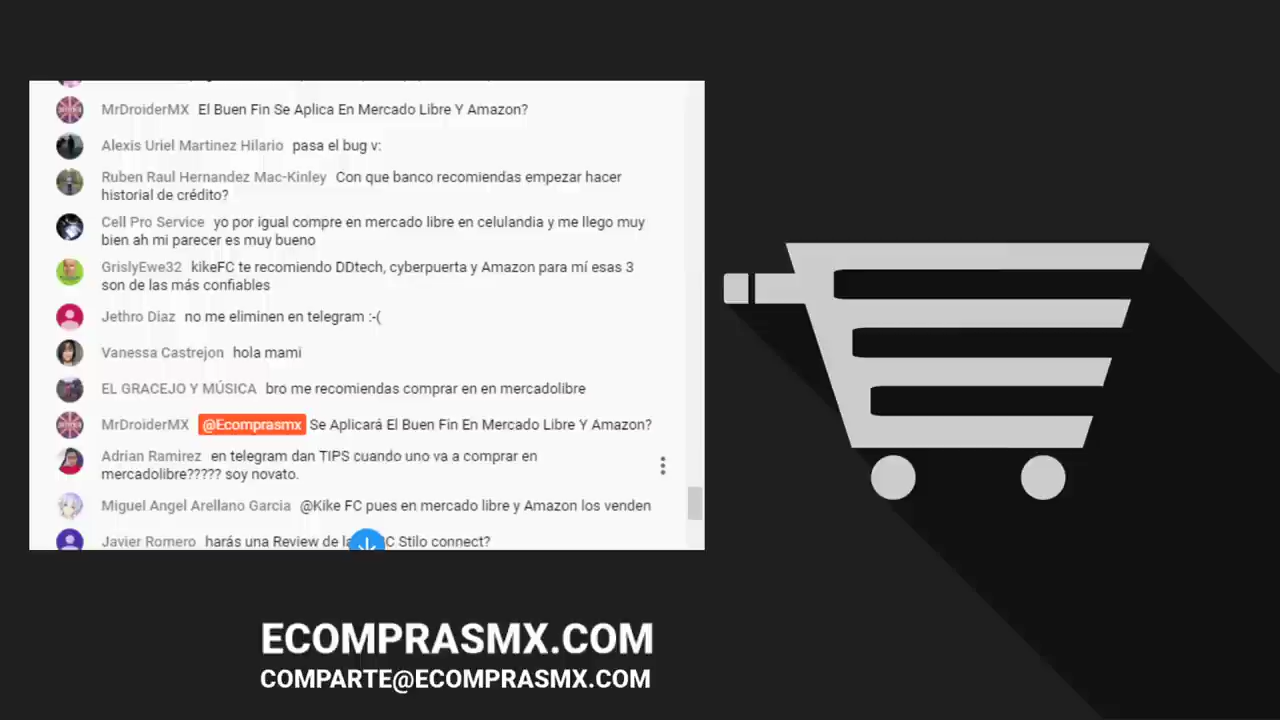 MrDroiderMX El Buen Fin Se Aplica En Mercado Libre Y Amazon?
Alexis Uriel Martinez Hilario pasa el bug v:
Ruben Raul Hernandez Mac-Kinley Con que banco recomiendas empezar hacer
historial de crédito?
Cell Pro Service yo por igual compre en mercado libre en celulandia y me llego muy
bien ah mi parecer es muy bueno
GrislyEwe32 kikeFC te recomiendo DDtech, cyberpuerta y Amazon para mí esas 3
son de las más confiables
Jethro Diaz no me eliminen en telegram :-(
Vanessa Castrejon hola mami
EL GRACEJO Y MÚSICA bro me recomiendas comprar en en mercadolibre
MrDroiderMX @Ecomprasmx Se Aplicará El Buen Fin En Mercado Libre Y Amazon?
Adrian Ramirez en telegram dan TIPS cuando uno va a comprar en
mercadolibre????? soy novato.
Miguel Angel Arellano Garcia @Kike FC pues en mercado libre y Amazon los venden
Javier Romero harás una Review de Stilo connect?
ECOMPRASMX.COM
COMPARTE@ECOMPRASMX.COM